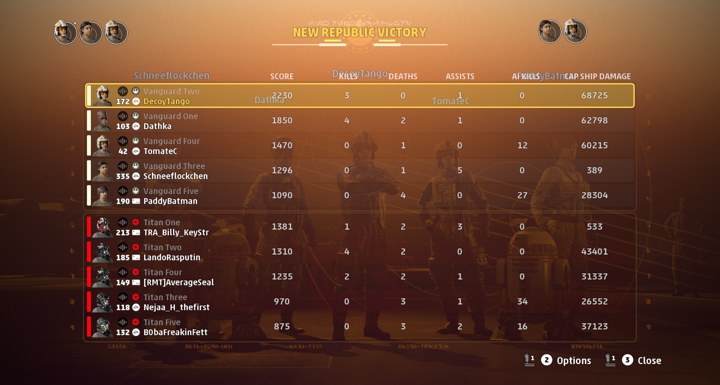 NEW REPUBLIC VICTORY
Schneeflockchen DecoyTango PaddyBatman
SCORE KILLS DEATHS ASSISTS AI KILLS CAP SHIP DAMAGE
Dathka TomateC
Vanguard Two
172 DecoyTango 2230 3 0 1 0 68725
Vanguard One
103 Dathka 1850 4 2 1 0 62798
Vanguard Four
42 TomateC 1470 0 1 0 12 60215
Vanguard Three
335 Schneeflockchen 1296 0 1 5 0 389
Vanguard Five
190 PaddyBatman 1090 0 4 0 27 28304
Titan One
213 TRA_Billy_KeyStr 1381 1 2 3 0 533
Titan Two
185 LandoRasputin 1310 4 2 0 0 43401
Titan Four
149 [RMT]AverageSeal 1235 2 2 1 0 31337
Titan Three
118 Nejaa_H_thefirst 970 0 3 1 34 26552
Titan Five
132 B0baFreakinFett 875 0 3 2 16 37123
1 2 Options 1 3 Close